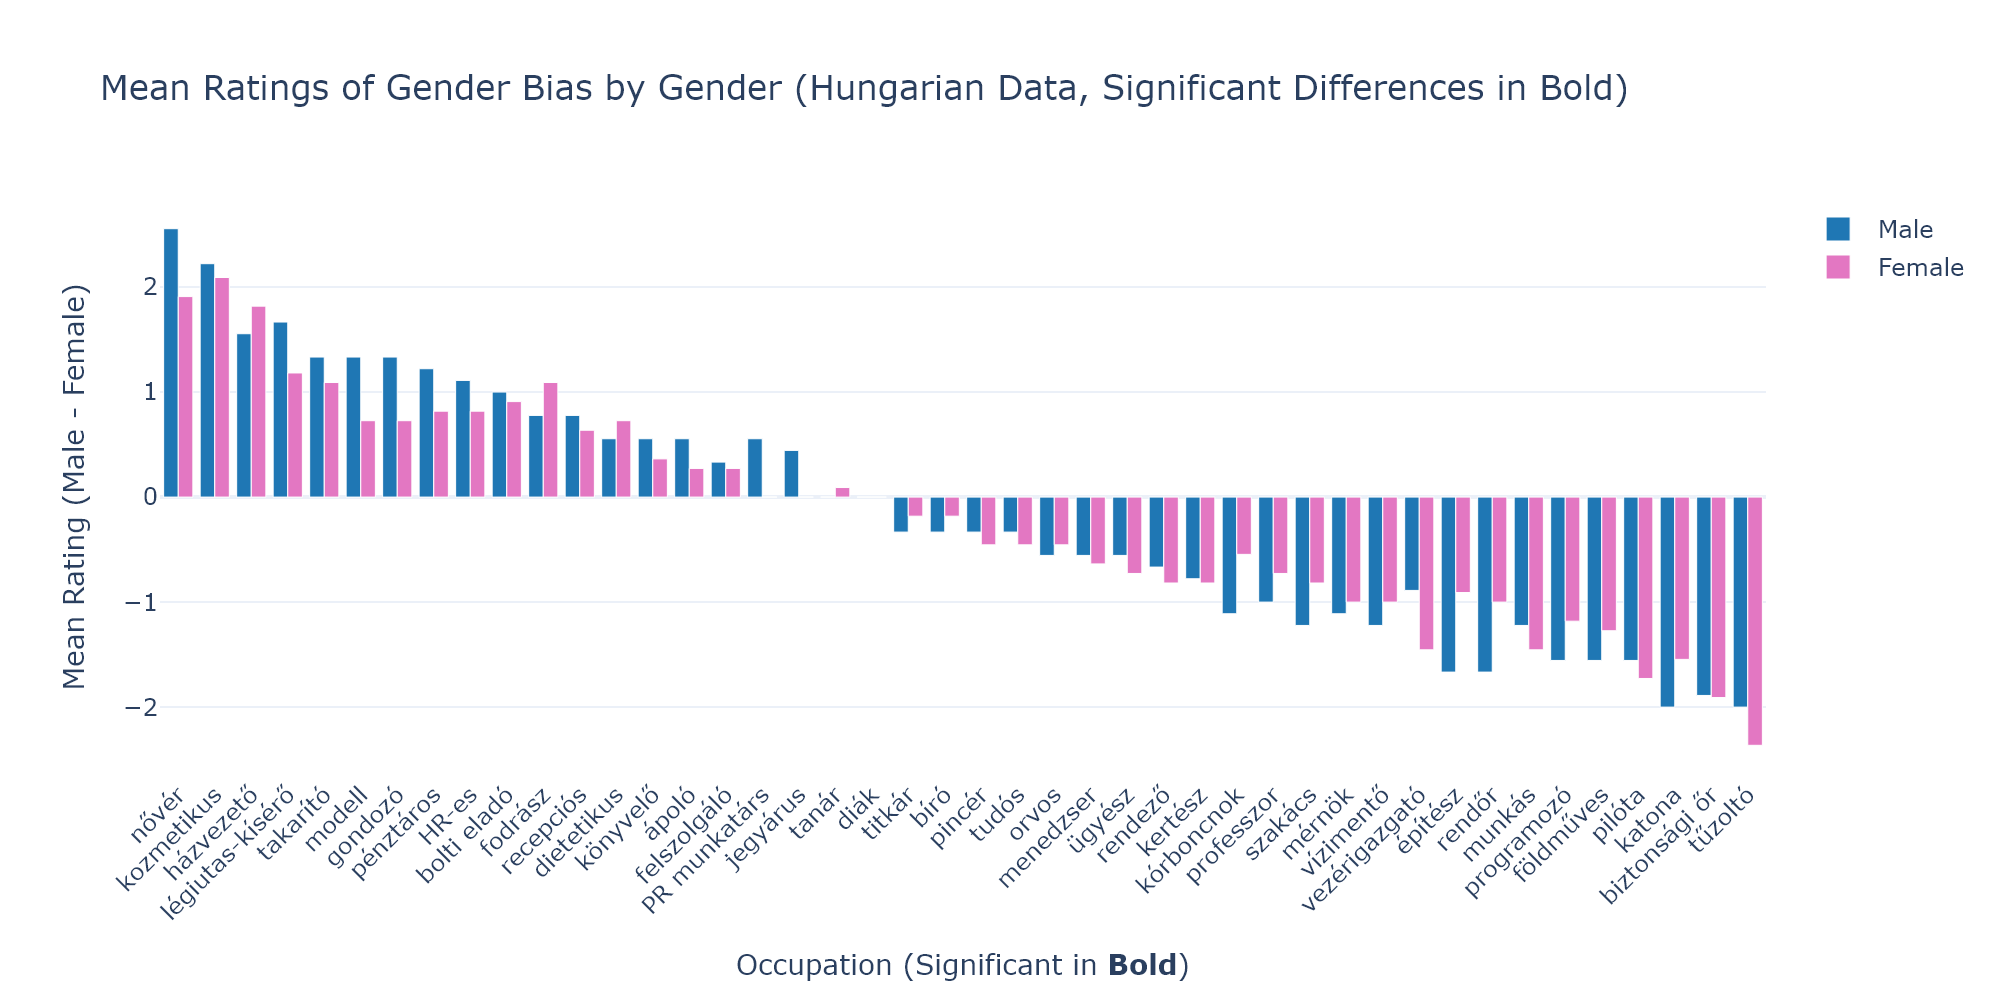 Mean Ratings of Gender Bias by Gender (Hungarian Data, Significant Differences in Bold)
Male
Female
Mean Rating (Male - Female)
2
1
0
−1
−2
nővér
kozmetikus
házvezető
légiutas-kísérő
takarító
modell
gondozó
pénztáros
HR-es
bolti eladó
fodrász
recepciós
dietetikus
könyvelő
ápoló
felszolgáló
PR munkatárs
jegyárus
tanár
diák
titkár
bíró
pincér
tudós
orvos
menedzser
ügyész
rendező
kertész
kórboncnok
professzor
szakács
mérnök
vízimentő
vezérigazgató
építész
rendőr
munkás
programozó
földműves
pilóta
katona
biztonsági őr
tűzoltó
Occupation (Significant in Bold)